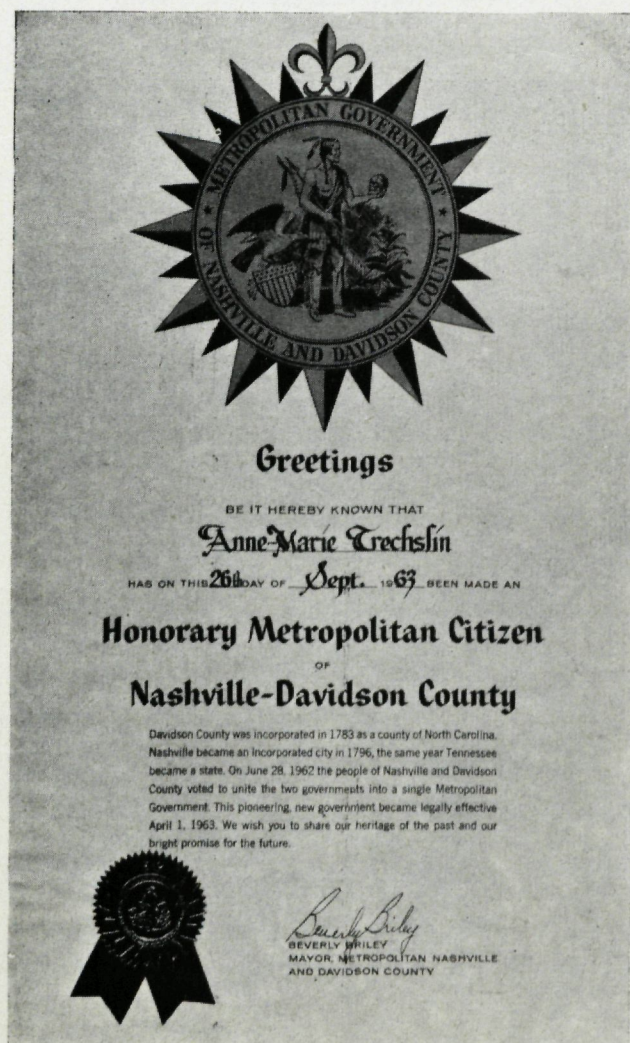 METROPOLITAN GOVERNMENT
OF NASHVILLE AND DAVIDSON COUNTY
Greetings
BE IT HEREBY KNOWN THAT
Anne-Marie Trechslin
HAS ON THIS 26th DAY OF Sept. 1963 BEEN MADE AN
Honorary Metropolitan Citizen
OF
Nashville-Davidson County
Davidson County was incorporated in 1783 as a county of North Carolina.
Nashville became an incorporated city in 1796, the same year Tennessee
became a state. On June 28, 1962 the people of Nashville and Davidson
County voted to unite the two governments into a single Metropolitan
Government. This pioneering, new government became legally effective
April 1, 1963. We wish you to share our heritage of the past and our
bright promise for the future.
Beverly Briley
BEVERLY BRILEY
MAYOR, METROPOLITAN NASHVILLE
AND DAVIDSON COUNTY